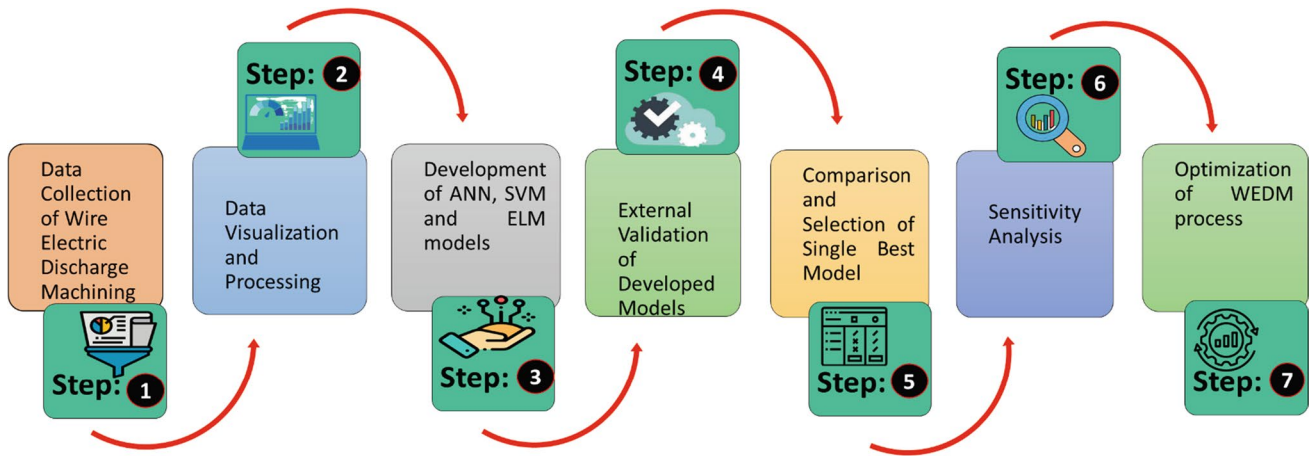 Data
Collection
of Wire
Electric
Discharge
Machining
Step: 1
Step: 2
Data
Visualization
and
Processing
Development
of ANN, SVM
and ELM
models
Step: 3
Step: 4
External
Validation
of
Developed
Models
Comparison
and
Selection of
Single Best
Model
Step: 5
Step: 6
Sensitivity
Analysis
Optimization
of WEDM
process
Step: 7